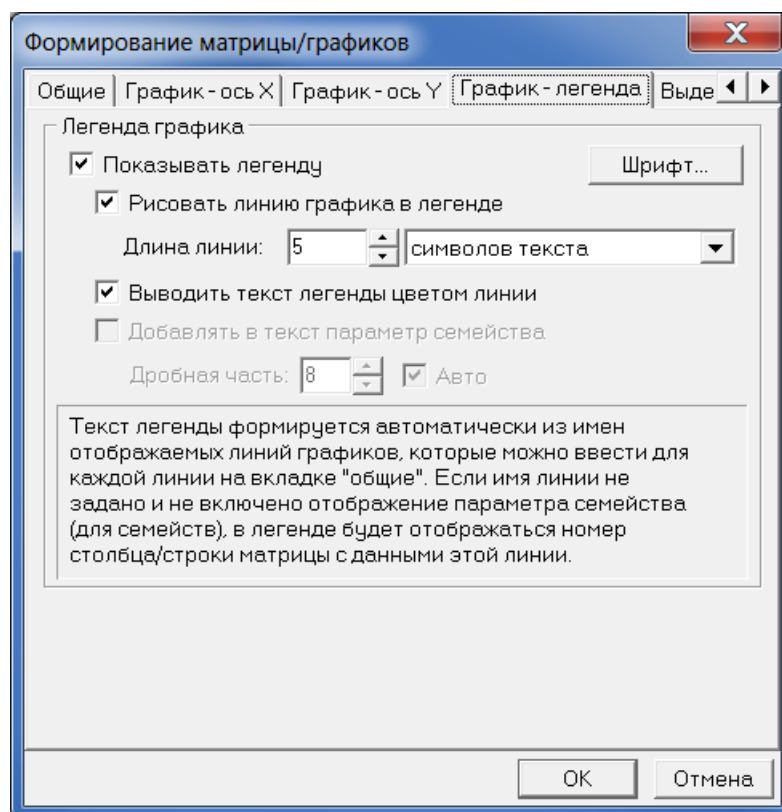 Формирование матрицы/графиков
Общие График - ось X График - ось Y График - легенда Выде
Легенда графика
Показывать легенду Шрифт...
Рисовать линию графика в легенде
Длина линии: 5 символов текста
Выводить текст легенды цветом линии
Добавлять в текст параметр семейства
Дробная часть: 8 Авто
Текст легенды формируется автоматически из имен
отображаемых линий графиков, которые можно ввести для
каждой линии на вкладке "общие". Если имя линии не
задано и не включено отображение параметра семейства
(для семейств), в легенде будет отображаться номер
столбца/строки матрицы с данными этой линии.
OK Отмена